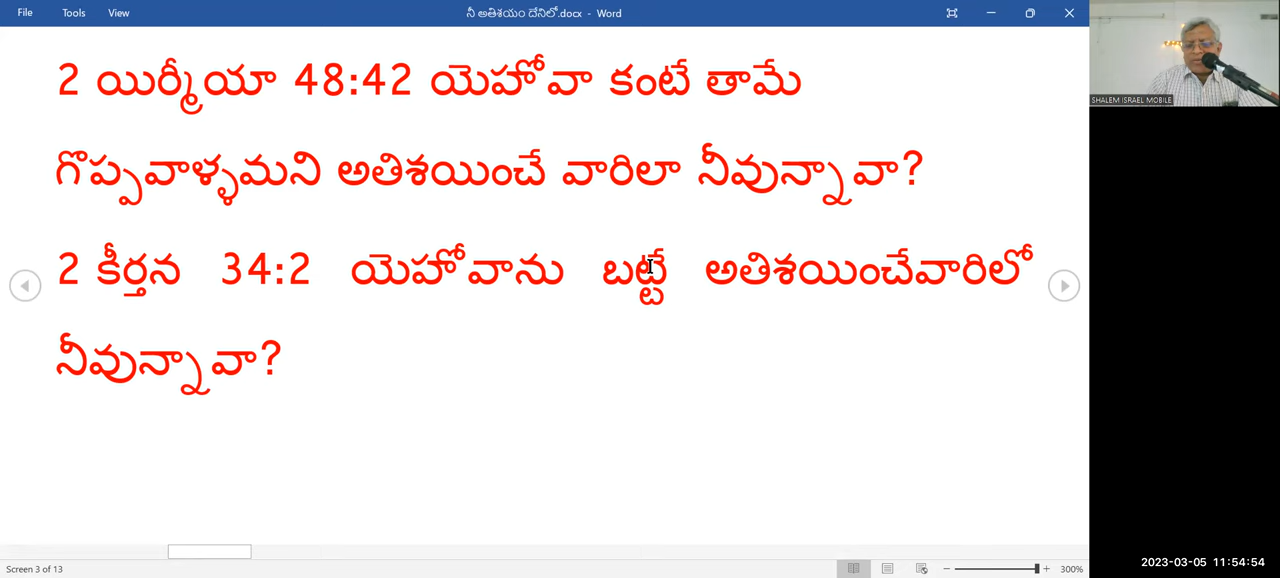 File Tools View నీ అతిశయం దేనిలో.docx - Word
2 యిర్మీయా 48:42 యెహోవా కంటే తామే
గొప్పవాళ్ళమని అతిశయించే వారిలా నీవున్నావా?
2 కీర్తన 34:2 యెహోవాను బట్టే అతిశయించేవారిలో
నీవున్నావా?
SHALEM ISRAEL MOBILE
2023-03-05 11:54:54
Screen 3 of 13
300%